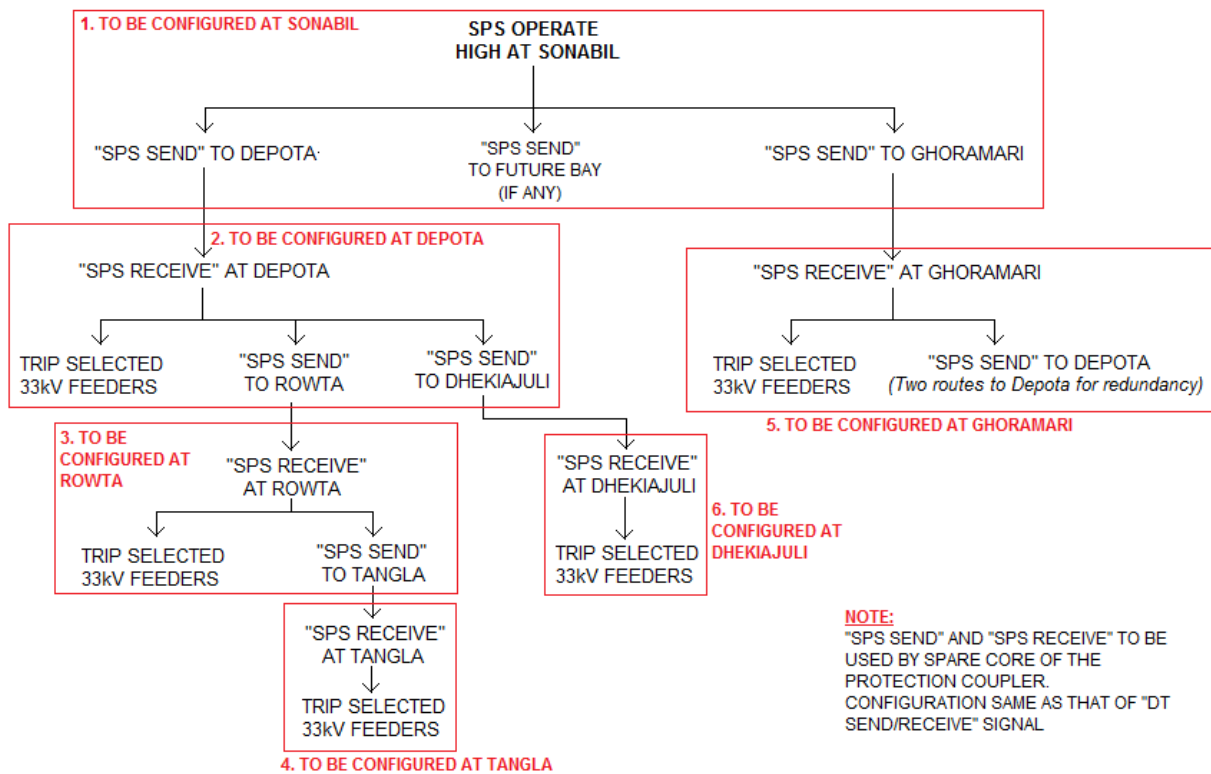 1. TO BE CONFIGURED AT SONABIL
SPS OPERATE
HIGH AT SONABIL
"SPS SEND" TO DEPOTA
"SPS SEND"
TO FUTURE BAY
(IF ANY)
"SPS SEND" TO GHORAMARI
2. TO BE CONFIGURED AT DEPOTA
"SPS RECEIVE" AT DEPOTA
TRIP SELECTED
33kV FEEDERS
"SPS SEND"
TO ROWTA
"SPS SEND"
TO DHEKIAJULI
"SPS RECEIVE" AT GHORAMARI
TRIP SELECTED
33kV FEEDERS
"SPS SEND" TO DEPOTA
(Two routes to Depota for redundancy)
5. TO BE CONFIGURED AT GHORAMARI
3. TO BE
CONFIGURED AT
ROWTA
"SPS RECEIVE"
AT ROWTA
TRIP SELECTED
33kV FEEDERS
"SPS SEND"
TO TANGLA
"SPS RECEIVE"
AT DHEKIAJULI
TRIP SELECTED
33kV FEEDERS
6. TO BE
CONFIGURED AT
DHEKIAJULI
"SPS RECEIVE"
AT TANGLA
TRIP SELECTED
33kV FEEDERS
4. TO BE CONFIGURED AT TANGLA
NOTE:
"SPS SEND" AND "SPS RECEIVE" TO BE
USED BY SPARE CORE OF THE
PROTECTION COUPLER.
CONFIGURATION SAME AS THAT OF "DT
SEND/RECEIVE" SIGNAL